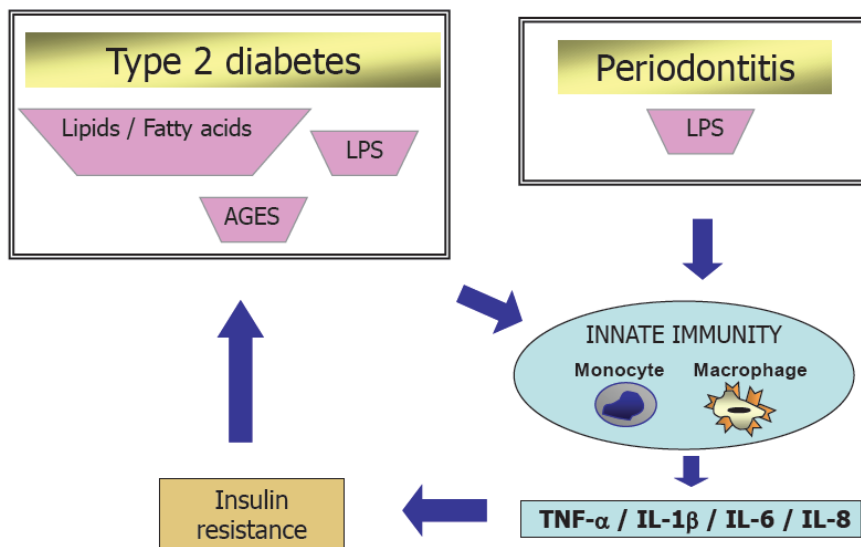 Type 2 diabetes
Lipids / Fatty acids
LPS
AGES
Periodontitis
LPS
INNATE IMMUNITY
Monocyte Macrophage
TNF-α / IL-1β / IL-6 / IL-8
Insulin
resistance